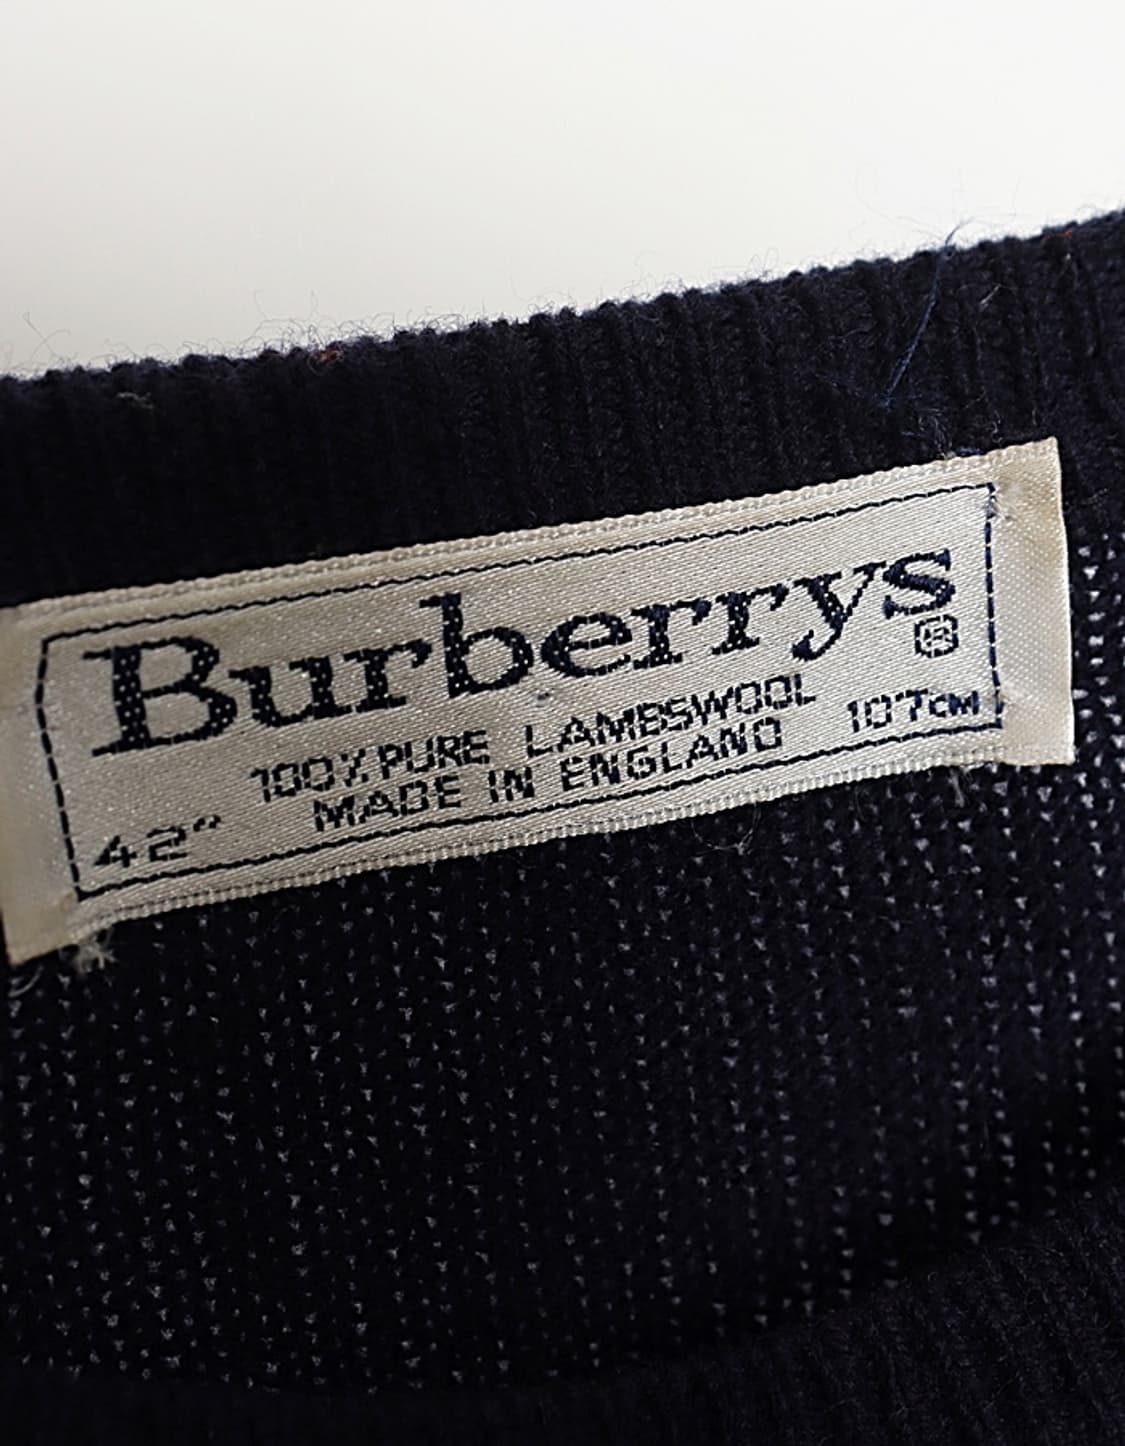 Burberrys®
100% PURE LAMBSWOOL
42" MADE IN ENGLAND 107CM